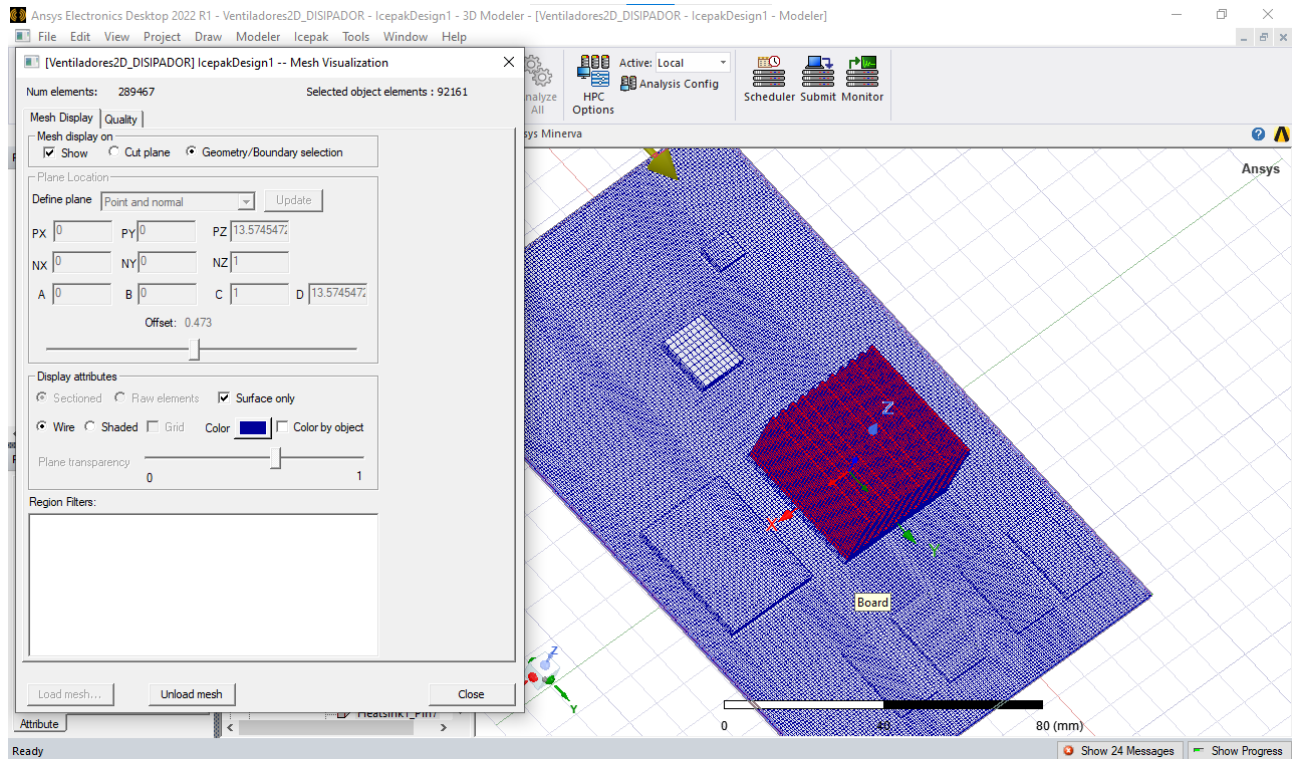 Ansys Electronics Desktop 2022 R1 - Ventiladores2D_DISIPADOR - IcepakDesign1 - 3D Modeler - [Ventiladores2D_DISIPADOR - IcepakDesign1 - Modeler]
File Edit View Project Draw Modeler Icepak Tools Window Help
[Ventiladores2D_DISIPADOR] IcepakDesign1 -- Mesh Visualization
Num elements: 289467 Selected object elements : 92161
Mesh Display Quality
Mesh display on
Show Cut plane Geometry/Boundary selection
Plane Location
Define plane Point and normal Update
PX 0 PY 0 PZ 13.5745472
NX 0 NY 0 NZ 1
A 0 B 0 C 1 D 13.5745472
Offset: 0.473
Display attributes
Sectioned Raw elements Surface only
Wire Shaded Grid Color Color by object
Plane transparency
0 1
Region Filters:
Load mesh... Unload mesh Close
Attribute
Ready
All
HPC
Options
Active: Local
Analysis Config
Scheduler Submit Monitor
Ansys
Z
X
Y
Board
Z
Y
0 40 80 (mm)
Show 24 Messages Show Progress